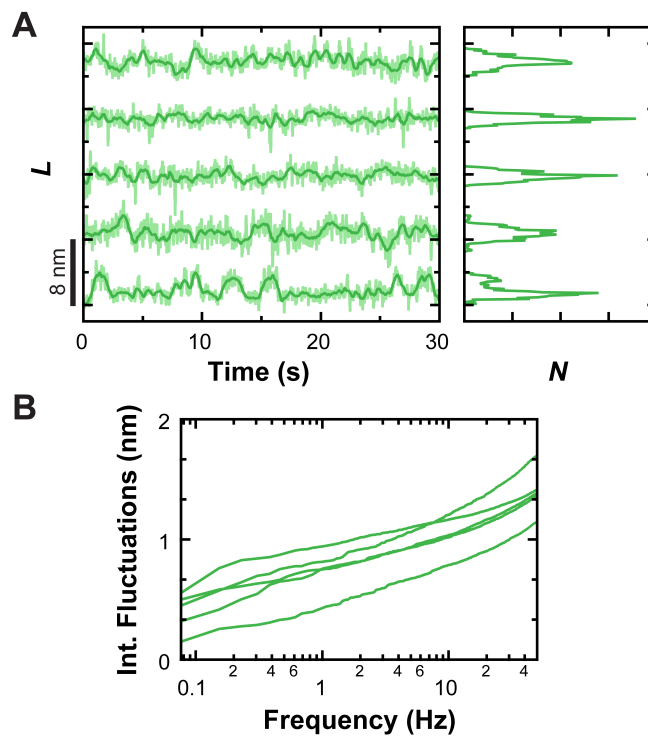 A
L
8 nm
0 10 20 30
Time (s)
N
B
Int. Fluctuations (nm)
2
1
0
2 4 6 2 4 6 2 4
0.1 1 10
Frequency (Hz)